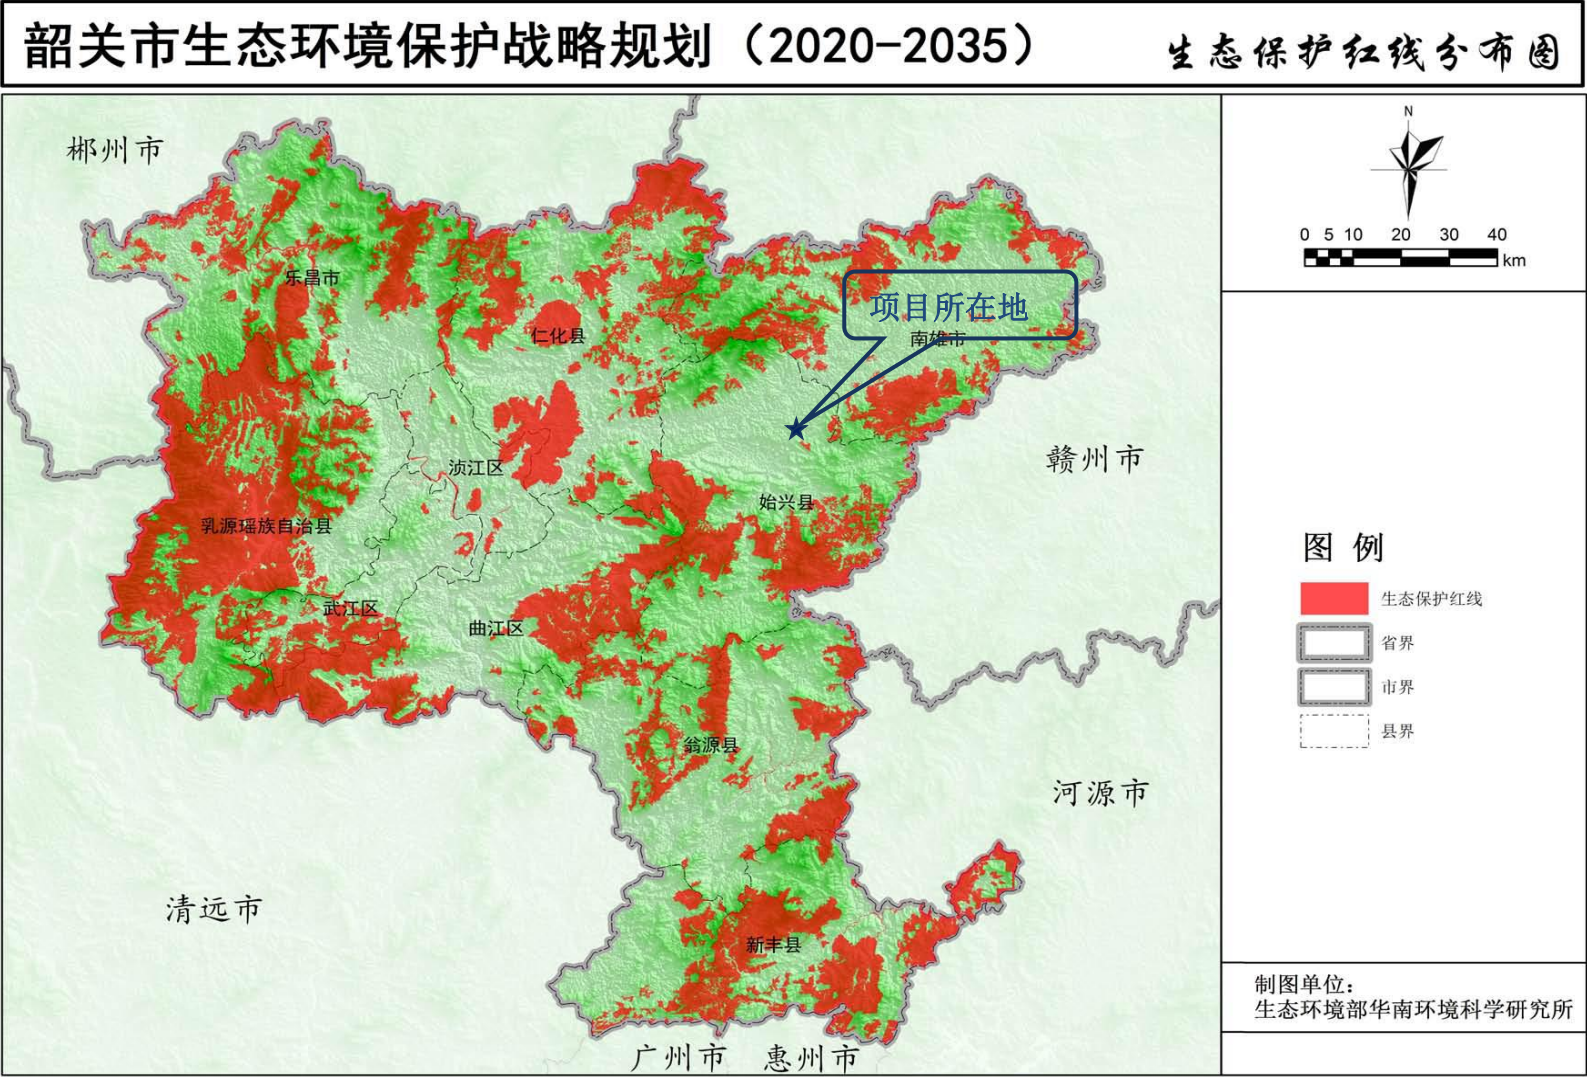 韶关市生态环境保护战略规划（2020-2035）
生态保护红线分布图
郴州市
N
0 5 10 20 30 40
km
乐昌市
项目所在地
仁化县
南雄市
赣州市
浈江区
始兴县
乳源瑶族自治县
图 例
生态保护红线
武江区
曲江区
省界
市界
翁源县
县界
河源市
清远市
新丰县
制图单位：
生态环境部华南环境科学研究所
广州市
惠州市